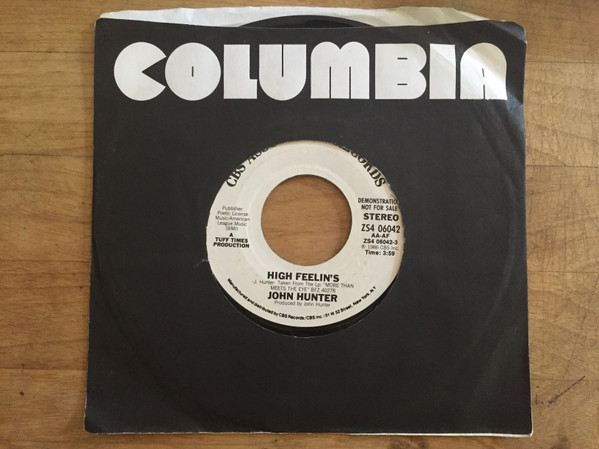 COLUMBIA
CBS
RECORDS
Publisher:
Poetic License
Music/American
League Music
(BMI)
A
TUFF TIMES
PRODUCTION
DEMONSTRATION
NOT FOR SALE
STEREO
ZS4 06042
AA-AF
ZS4 06042-3
℗ 1986 CBS Inc.
Time: 3:59
HIGH FEELIN'S
-J. Hunter- Taken From The Lp: "MORE THAN
MEETS THE EYE" BFZ 40276
JOHN HUNTER
Produced by John Hunter
Manufactured and distributed by CBS Records/CBS Inc./51 W. 52 Street, New York, N.Y.